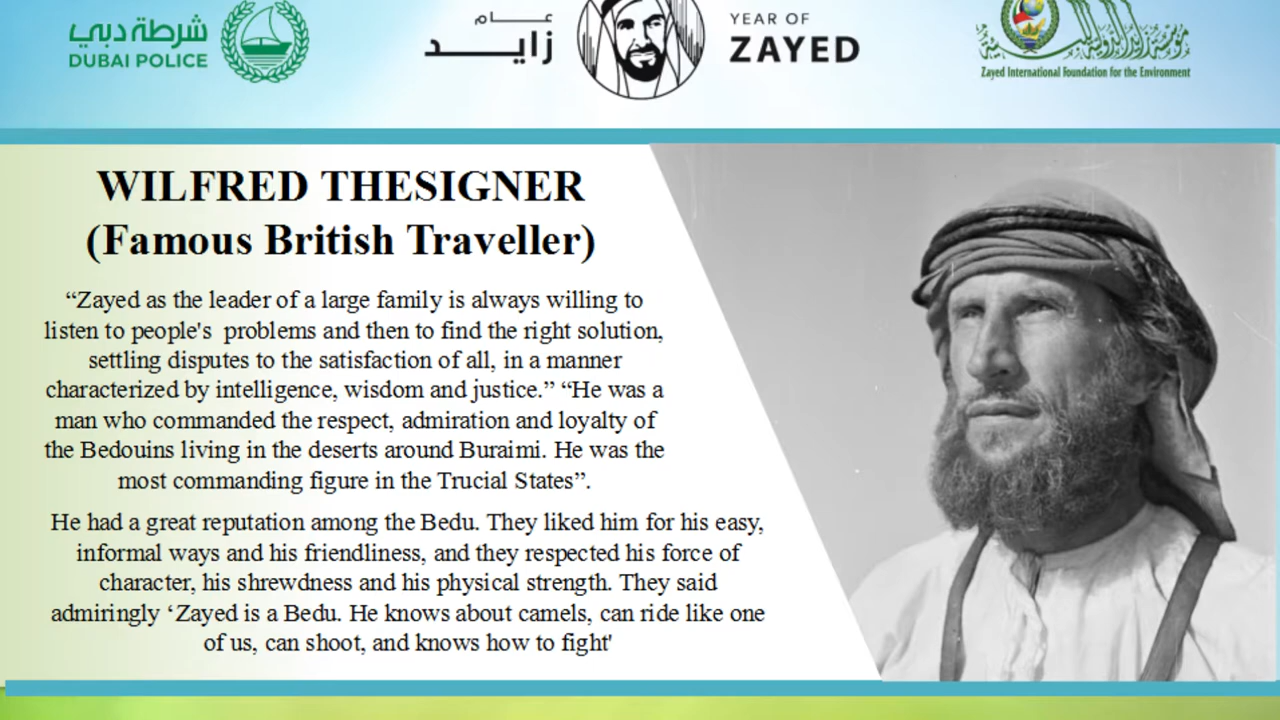 شرطة دبي
DUBAI POLICE
عام
زايد
YEAR OF
ZAYED
Zayed International Foundation for the Environment
WILFRED THESIGNER
(Famous British Traveller)
“Zayed as the leader of a large family is always willing to
listen to people's problems and then to find the right solution,
settling disputes to the satisfaction of all, in a manner
characterized by intelligence, wisdom and justice.” “He was a
man who commanded the respect, admiration and loyalty of
the Bedouins living in the deserts around Buraimi. He was the
most commanding figure in the Trucial States”.
He had a great reputation among the Bedu. They liked him for his easy,
informal ways and his friendliness, and they respected his force of
character, his shrewdness and his physical strength. They said
admiringly ‘Zayed is a Bedu. He knows about camels, can ride like one
of us, can shoot, and knows how to fight'